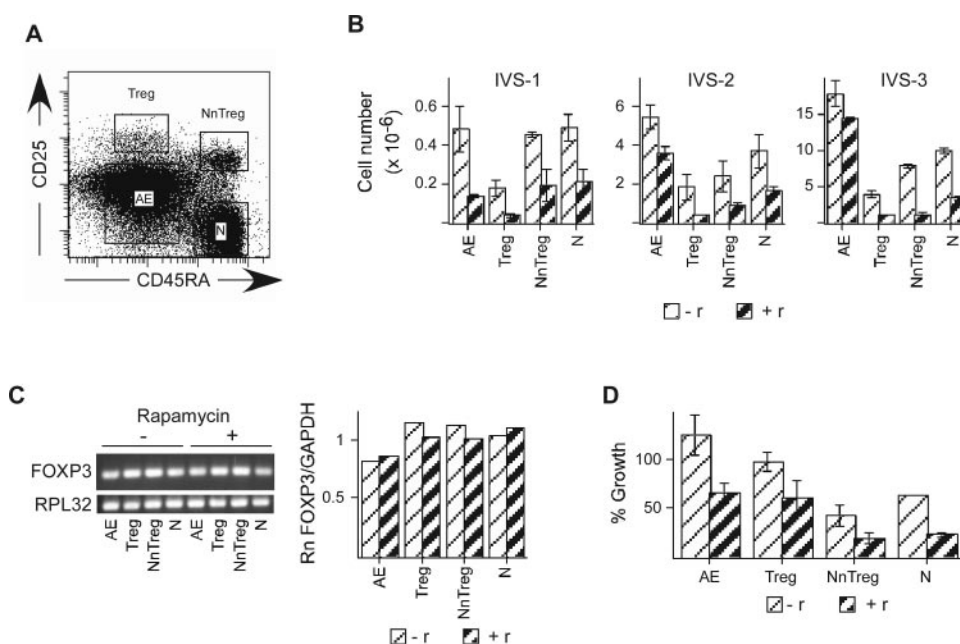 A
CD25
Treg
NnTreg
AE
N
CD45RA
B
Cell number
(x 10-6)
IVS-1
0.6
0.4
0.2
AE
Treg
NnTreg
N
IVS-2
6
4
2
AE
Treg
NnTreg
N
IVS-3
15
10
5
AE
Treg
NnTreg
N
- r + r
C
Rapamycin
- +
FOXP3
RPL32
AE Treg NnTreg N AE Treg NnTreg N
Rn FOXP3/GAPDH
1
0.5
AE
Treg
NnTreg
N
- r + r
D
% Growth
100
50
AE Treg NnTreg N
- r + r